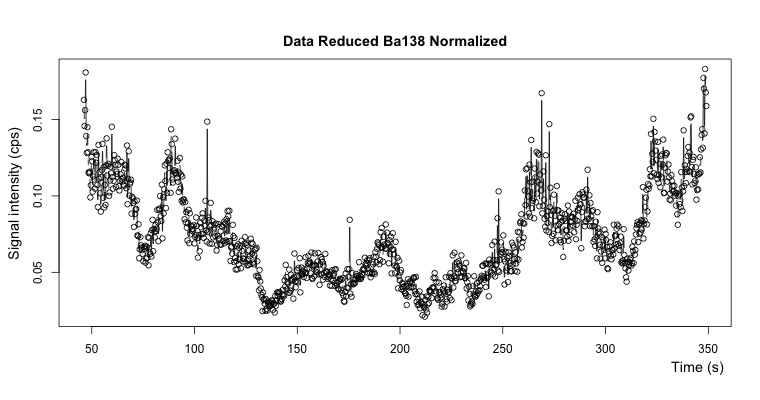 Data Reduced Ba138 Normalized
Signal intensity (cps)
0.15
0.10
0.05
50 100 150 200 250 300 350
Time (s)